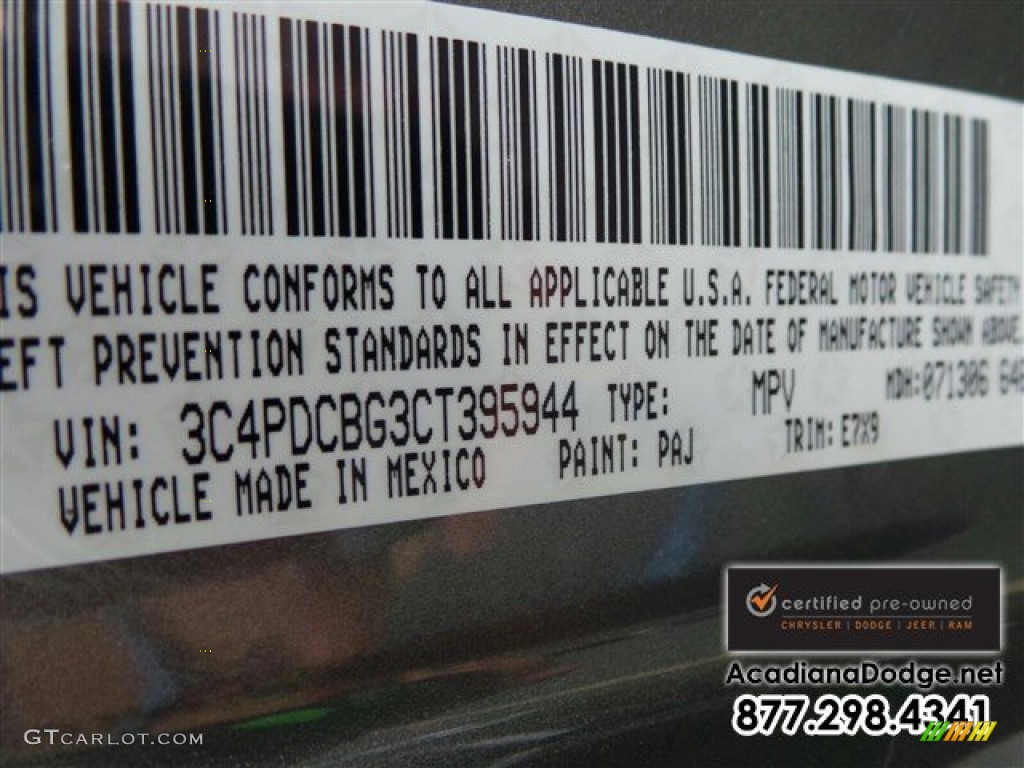 IS VEHICLE CONFORMS TO ALL APPLICABLE U.S.A. FEDERAL MOTOR VEHICLE SAFETY
EFT PREVENTION STANDARDS IN EFFECT ON THE DATE OF MANUFACTURE SHOWN ABOVE.
VIN: 3C4PDCBG3CT395944 TYPE: MPV MDH:071306
VEHICLE MADE IN MEXICO PAINT: PAJ TRIM: E7X9
certified pre-owned
CHRYSLER | DODGE | JEEP | RAM
AcadianaDodge.net
877.298.4341
GTCARLOT.COM